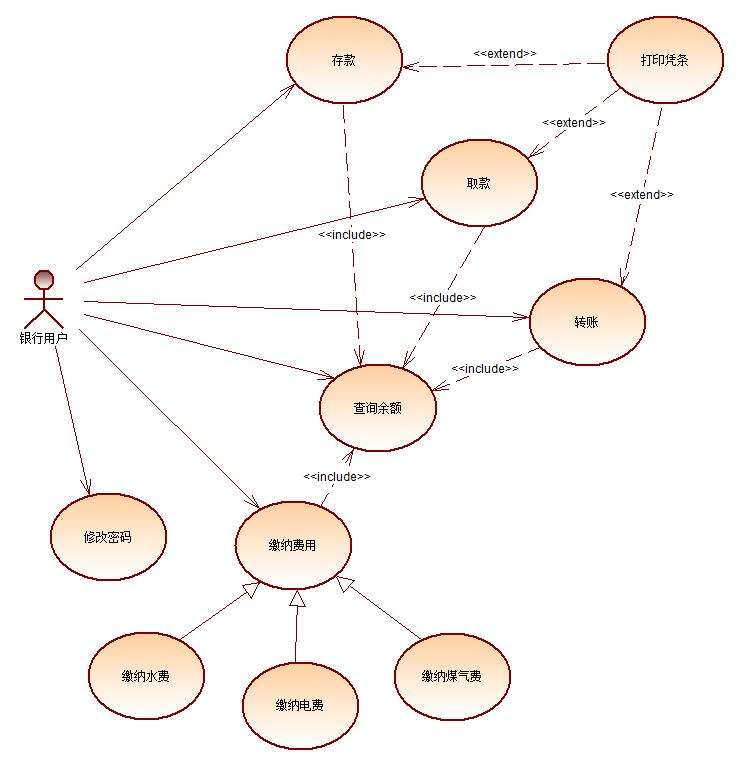 存款
<<extend>>
打印凭条
<<extend>>
取款
<<extend>>
<<include>>
<<include>>
转账
银行用户
<<include>>
查询余额
<<include>>
修改密码
缴纳费用
缴纳水费
缴纳电费
缴纳煤气费